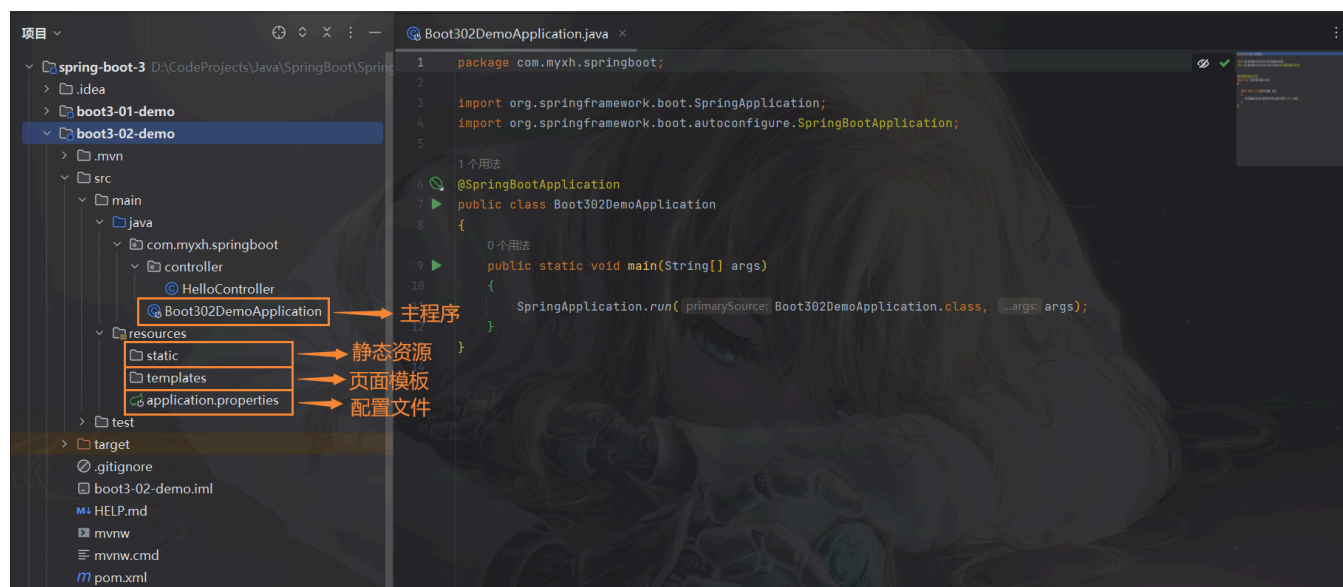 项目
Boot302DemoApplication.java
spring-boot-3 D:\CodeProjects\Java\SpringBoot\Spring
.idea
boot3-01-demo
boot3-02-demo
.mvn
src
main
java
com.myxh.springboot
controller
HelloController
Boot302DemoApplication
主程序
resources
static
静态资源
templates
页面模板
application.properties
配置文件
test
target
.gitignore
boot3-02-demo.iml
M↓ HELP.md
mvnw
mvnw.cmd
m pom.xml
1 package com.myxh.springboot;
2
3 import org.springframework.boot.SpringApplication;
4 import org.springframework.boot.autoconfigure.SpringBootApplication;
5
1 个用法
6 @SpringBootApplication
7 public class Boot302DemoApplication
8 {
0 个用法
9 public static void main(String[] args)
10 {
11 SpringApplication.run( primarySource: Boot302DemoApplication.class, ...args: args);
12 }
}
14